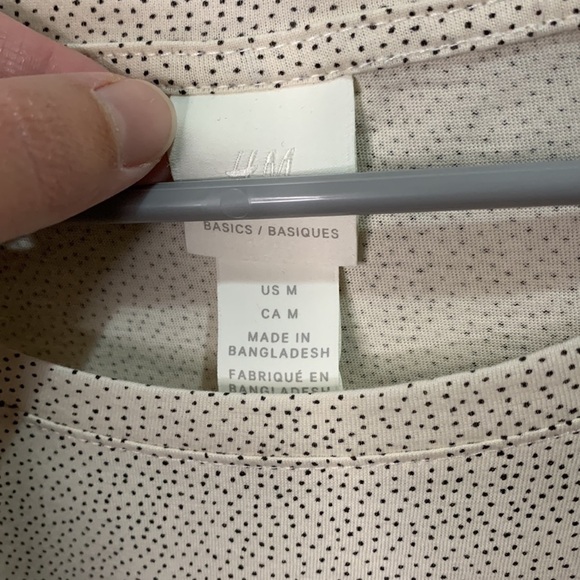 H&M
BASICS / BASIQUES
US M
CA M
MADE IN
BANGLADESH
FABRIQUÉ EN
BANGLADESH